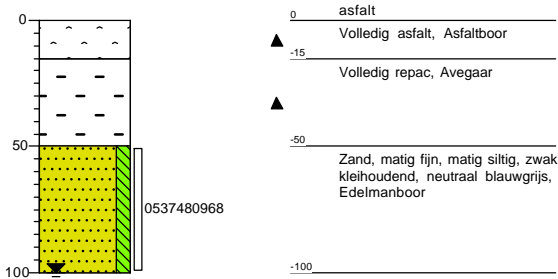 0
50
100
0537480968
0
asfalt
Volledig asfalt, Asfaltboor
-15
Volledig repac, Avegaar
-50
Zand, matig fijn, matig siltig, zwak
kleihoudend, neutraal blauwgrijs,
Edelmanboor
-100